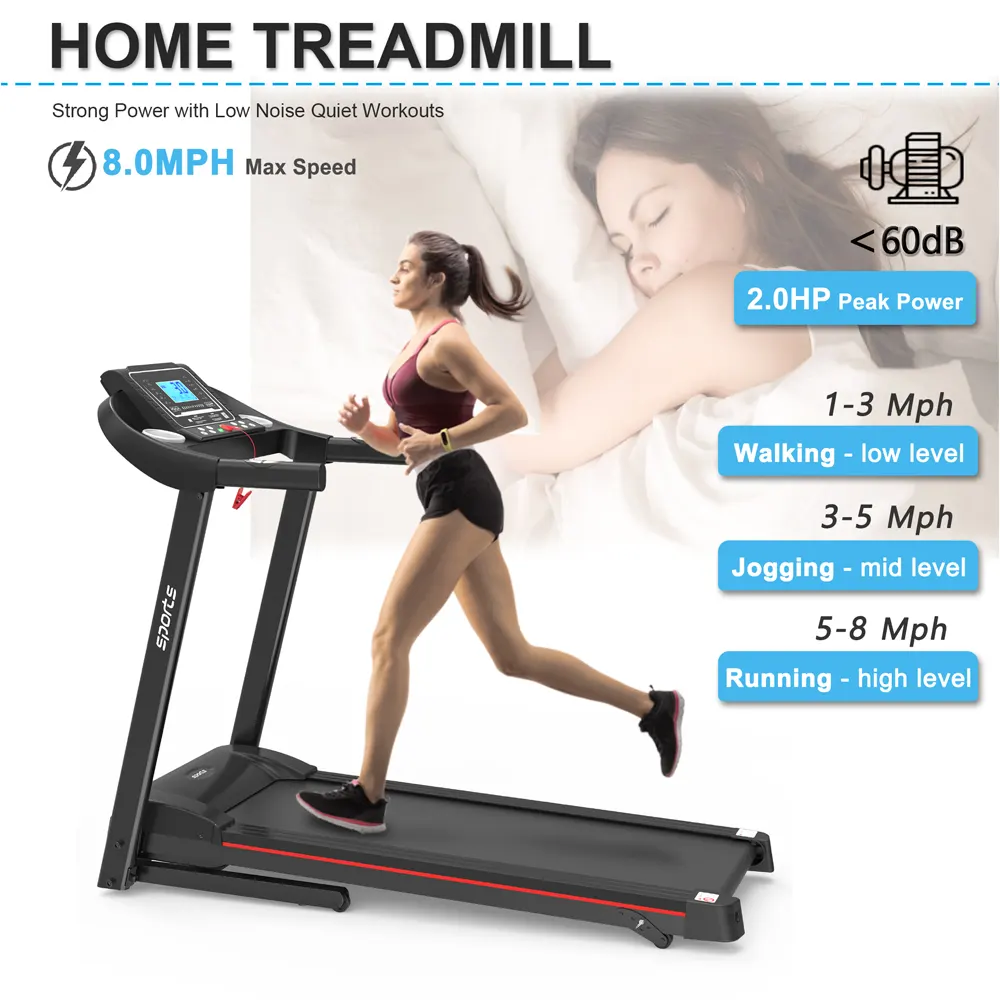 HOME TREADMILL
Strong Power with Low Noise Quiet Workouts
8.0MPH Max Speed
<60dB
2.0HP Peak Power
1-3 Mph
Walking - low level
3-5 Mph
Jogging - mid level
5-8 Mph
Running - high level
sports